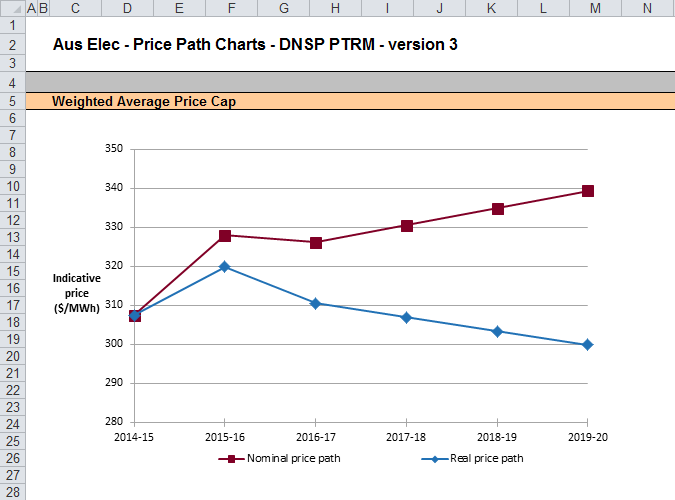 A B C D E F G H I J K L M N
1
2 Aus Elec - Price Path Charts - DNSP PTRM - version 3
3
4
5 Weighted Average Price Cap
6
7
8 350
9
10 340
11
12
13 330
14
15 320
16 Indicative
17 price
($/MWh) 310
18
19
20 300
21
22 290
23
24 280
25 2014-15 2015-16 2016-17 2017-18 2018-19 2019-20
26 Nominal price path Real price path
27
28